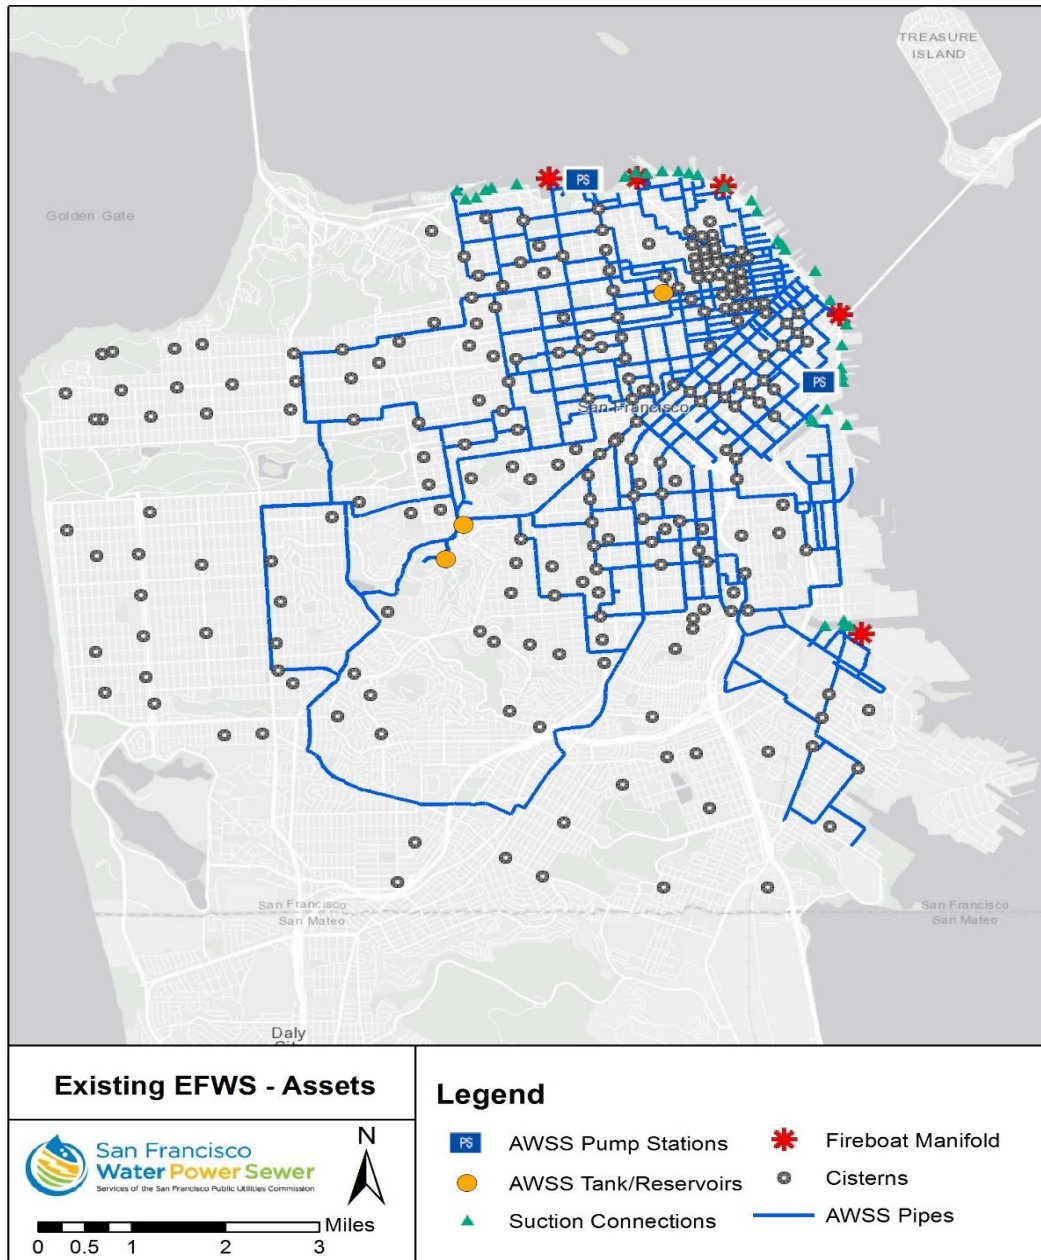 TREASURE
ISLAND
PS
Golden Gate
PS
San Francisco
San Francisco
San Mateo
San Francisco
San Mateo
Daly
Existing EFWS - Assets
San Francisco
Water Power Sewer
Services of the San Francisco Public Utilities Commission
N
Miles
0 0.5 1 2 3
Legend
PS AWSS Pump Stations
AWSS Tank/Reservoirs
Suction Connections
Fireboat Manifold
Cisterns
AWSS Pipes